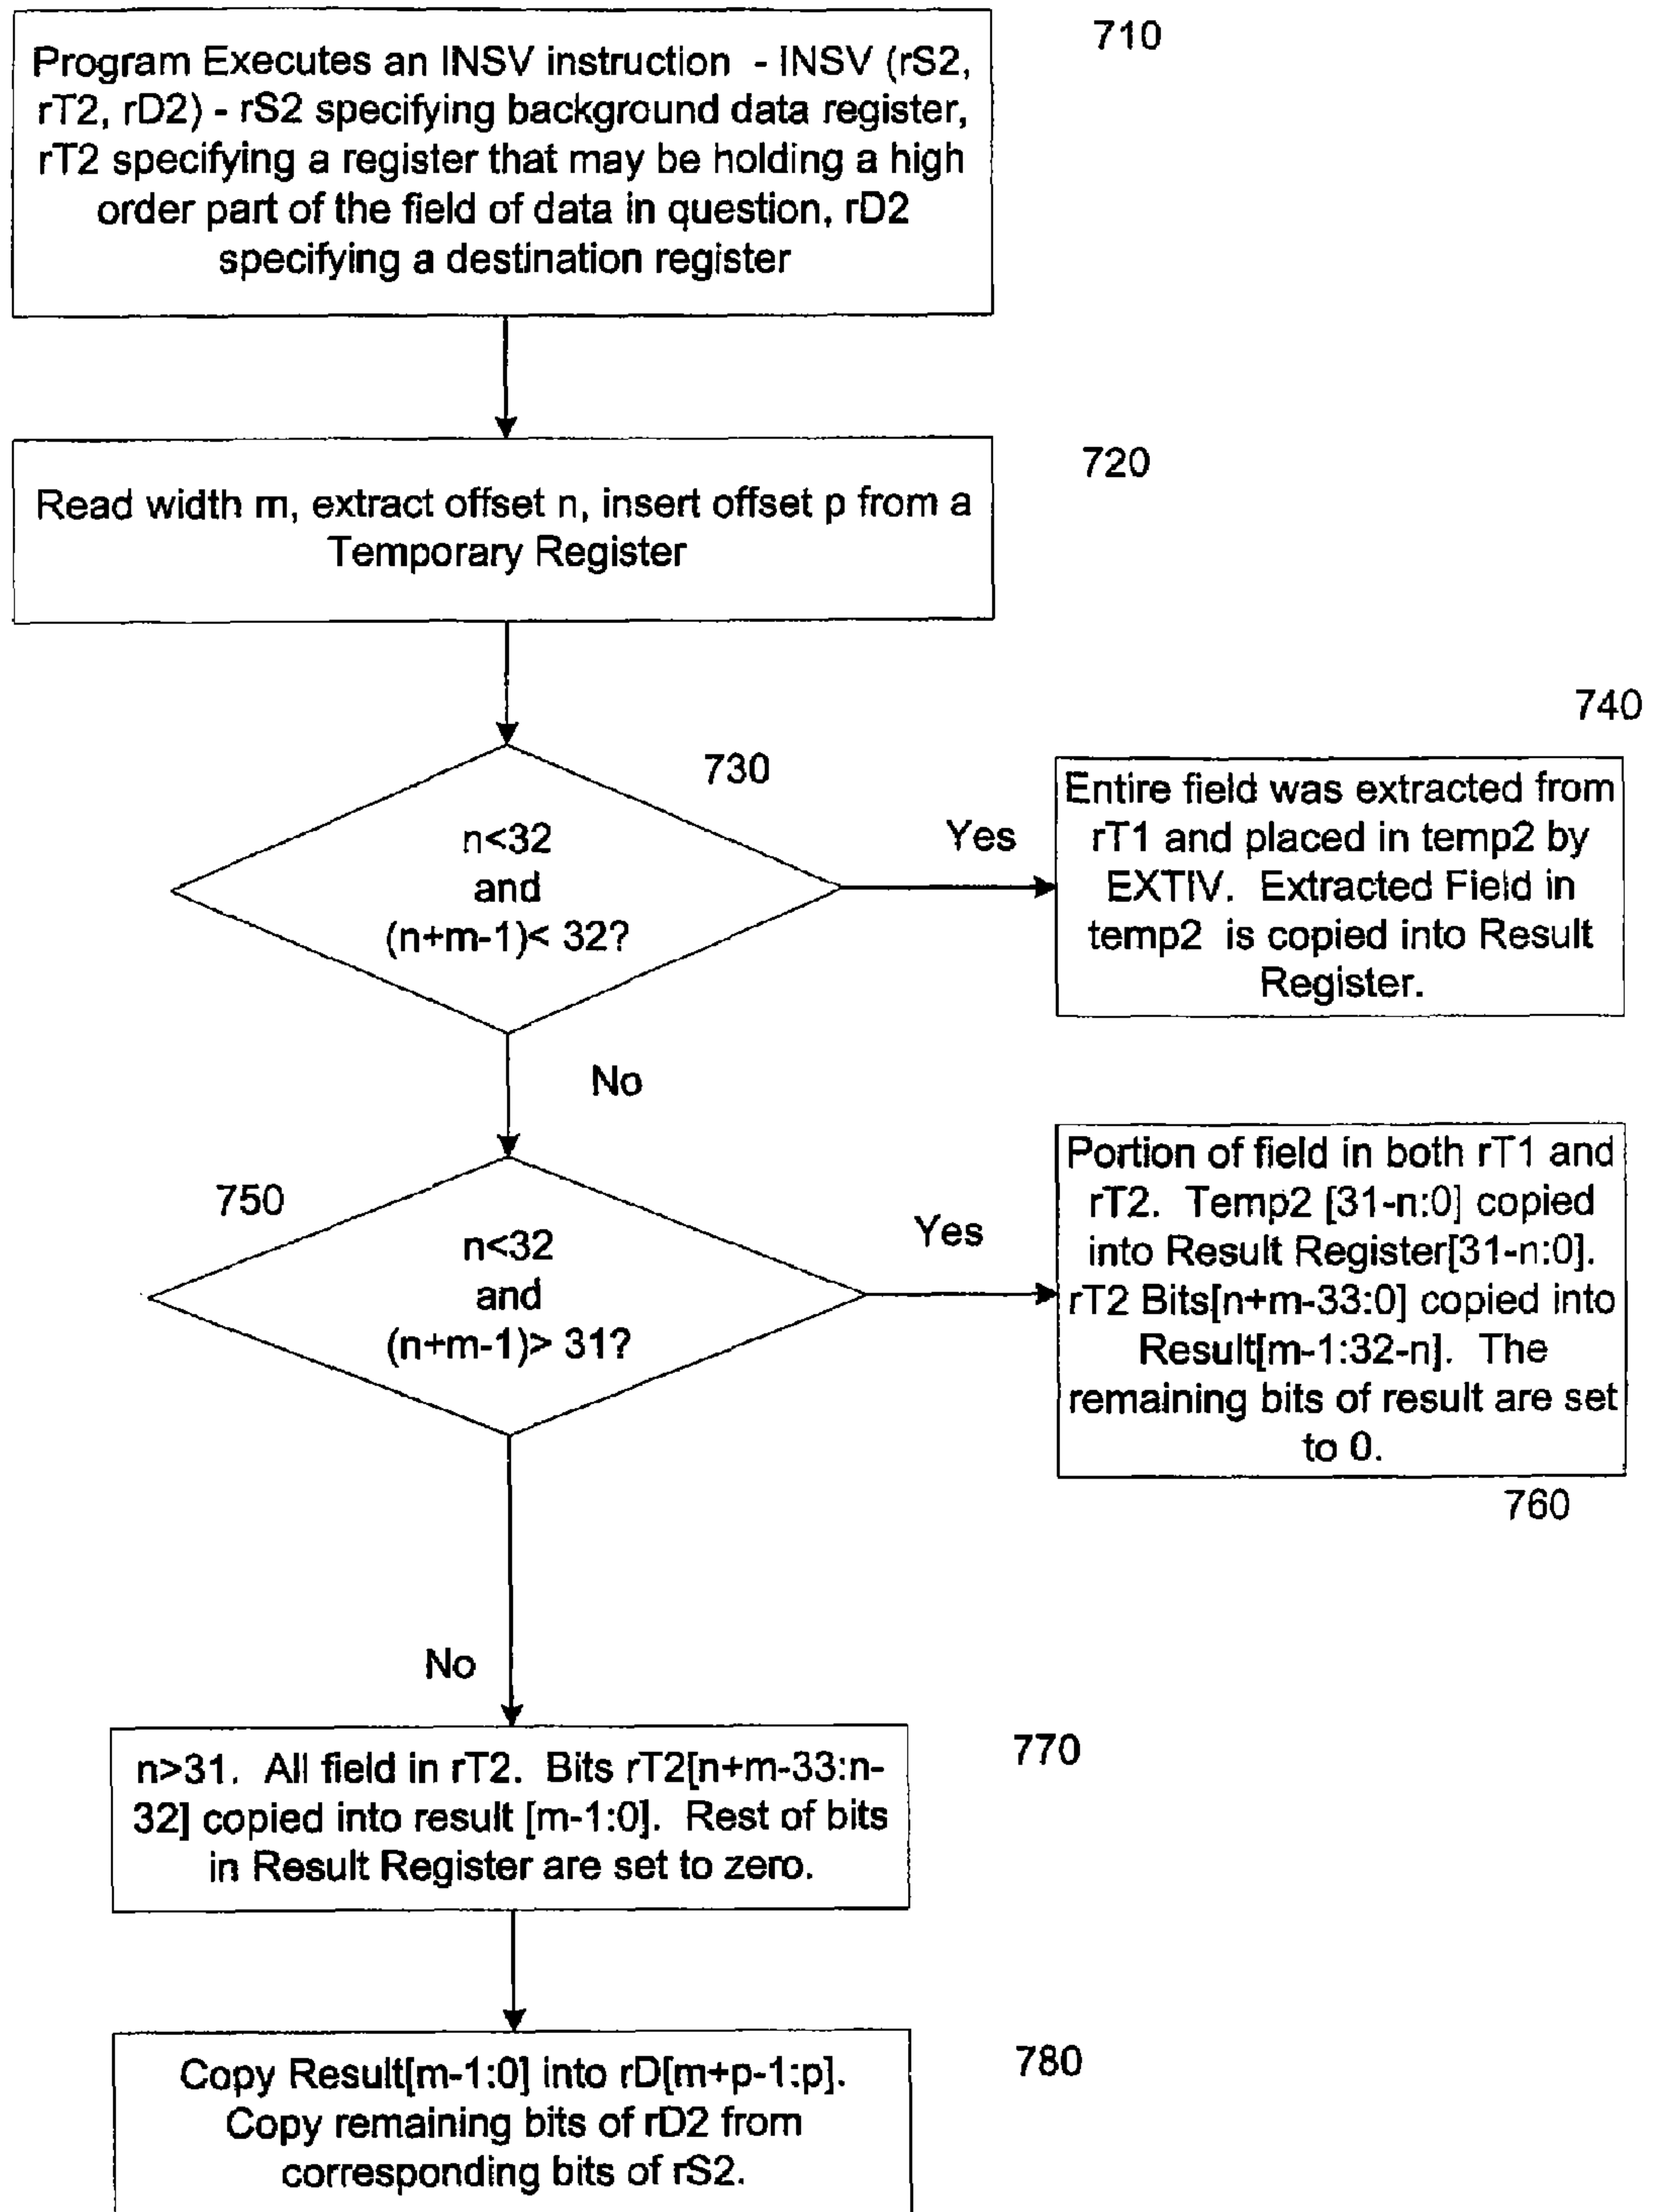 Program Executes an INSV instruction - INSV (rS2,
rT2, rD2) - rS2 specifying background data register,
rT2 specifying a register that may be holding a high
order part of the field of data in question, rD2
specifying a destination register
710
Read width m, extract offset n, insert offset p from a
Temporary Register
720
n<32
and
(n+m-1)< 32?
730
Yes
740
Entire field was extracted from
rT1 and placed in temp2 by
EXTIV. Extracted Field in
temp2 is copied into Result
Register.
No
750
n<32
and
(n+m-1)> 31?
Yes
Portion of field in both rT1 and
rT2. Temp2 [31-n:0] copied
into Result Register[31-n:0].
rT2 Bits[n+m-33:0] copied into
Result[m-1:32-n]. The
remaining bits of result are set
to 0.
760
No
n>31. All field in rT2. Bits rT2[n+m-33:n-
32] copied into result [m-1:0]. Rest of bits
in Result Register are set to zero.
770
Copy Result[m-1:0] into rD[m+p-1:p].
Copy remaining bits of rD2 from
corresponding bits of rS2.
780